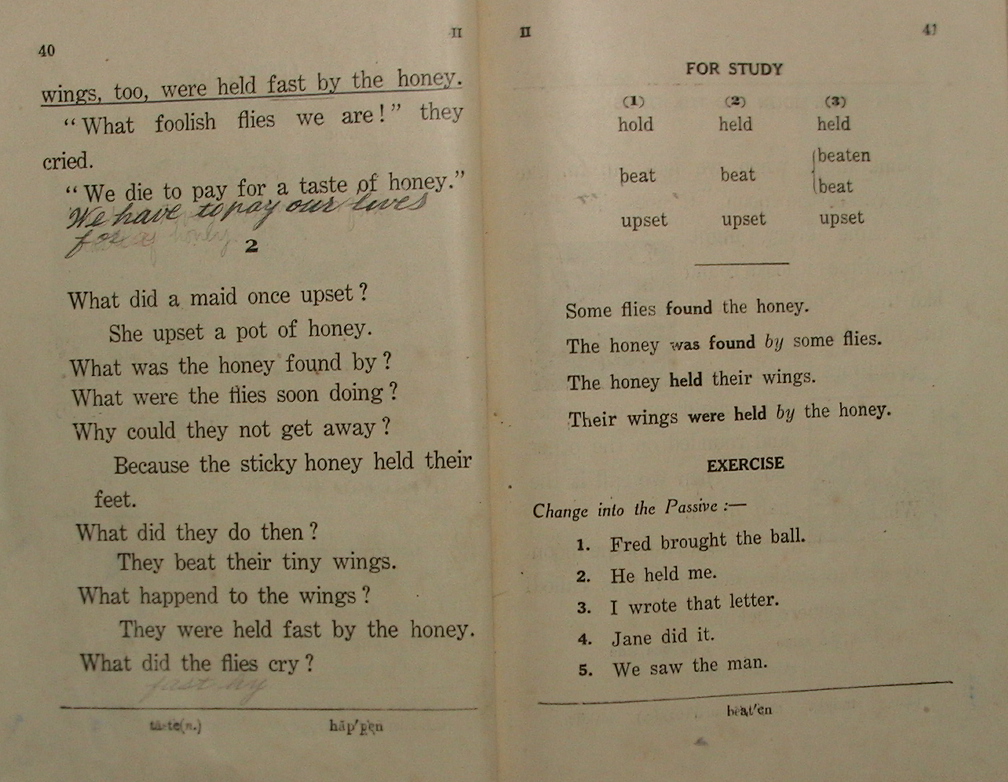 40
II
wings, too, were held fast by the honey.
“ What foolish flies we are ! ” they
cried.
“ We die to pay for a taste of honey.”
We have to pay our lives
for honey
2
What did a maid once upset ?
She upset a pot of honey.
What was the honey found by ?
What were the flies soon doing ?
Why could they not get away ?
Because the sticky honey held their
feet.
What did they do then ?
They beat their tiny wings.
What happend to the wings ?
They were held fast by the honey.
What did the flies cry ?
fast by
hăp′pen
II
41
FOR STUDY
(1) (2) (3)
hold held held
beat beat {beaten
beat
upset upset upset
Some flies found the honey.
The honey was found by some flies.
The honey held their wings.
Their wings were held by the honey.
EXERCISE
Change into the Passive :—
1. Fred brought the ball.
2. He held me.
3. I wrote that letter.
4. Jane did it.
5. We saw the man.